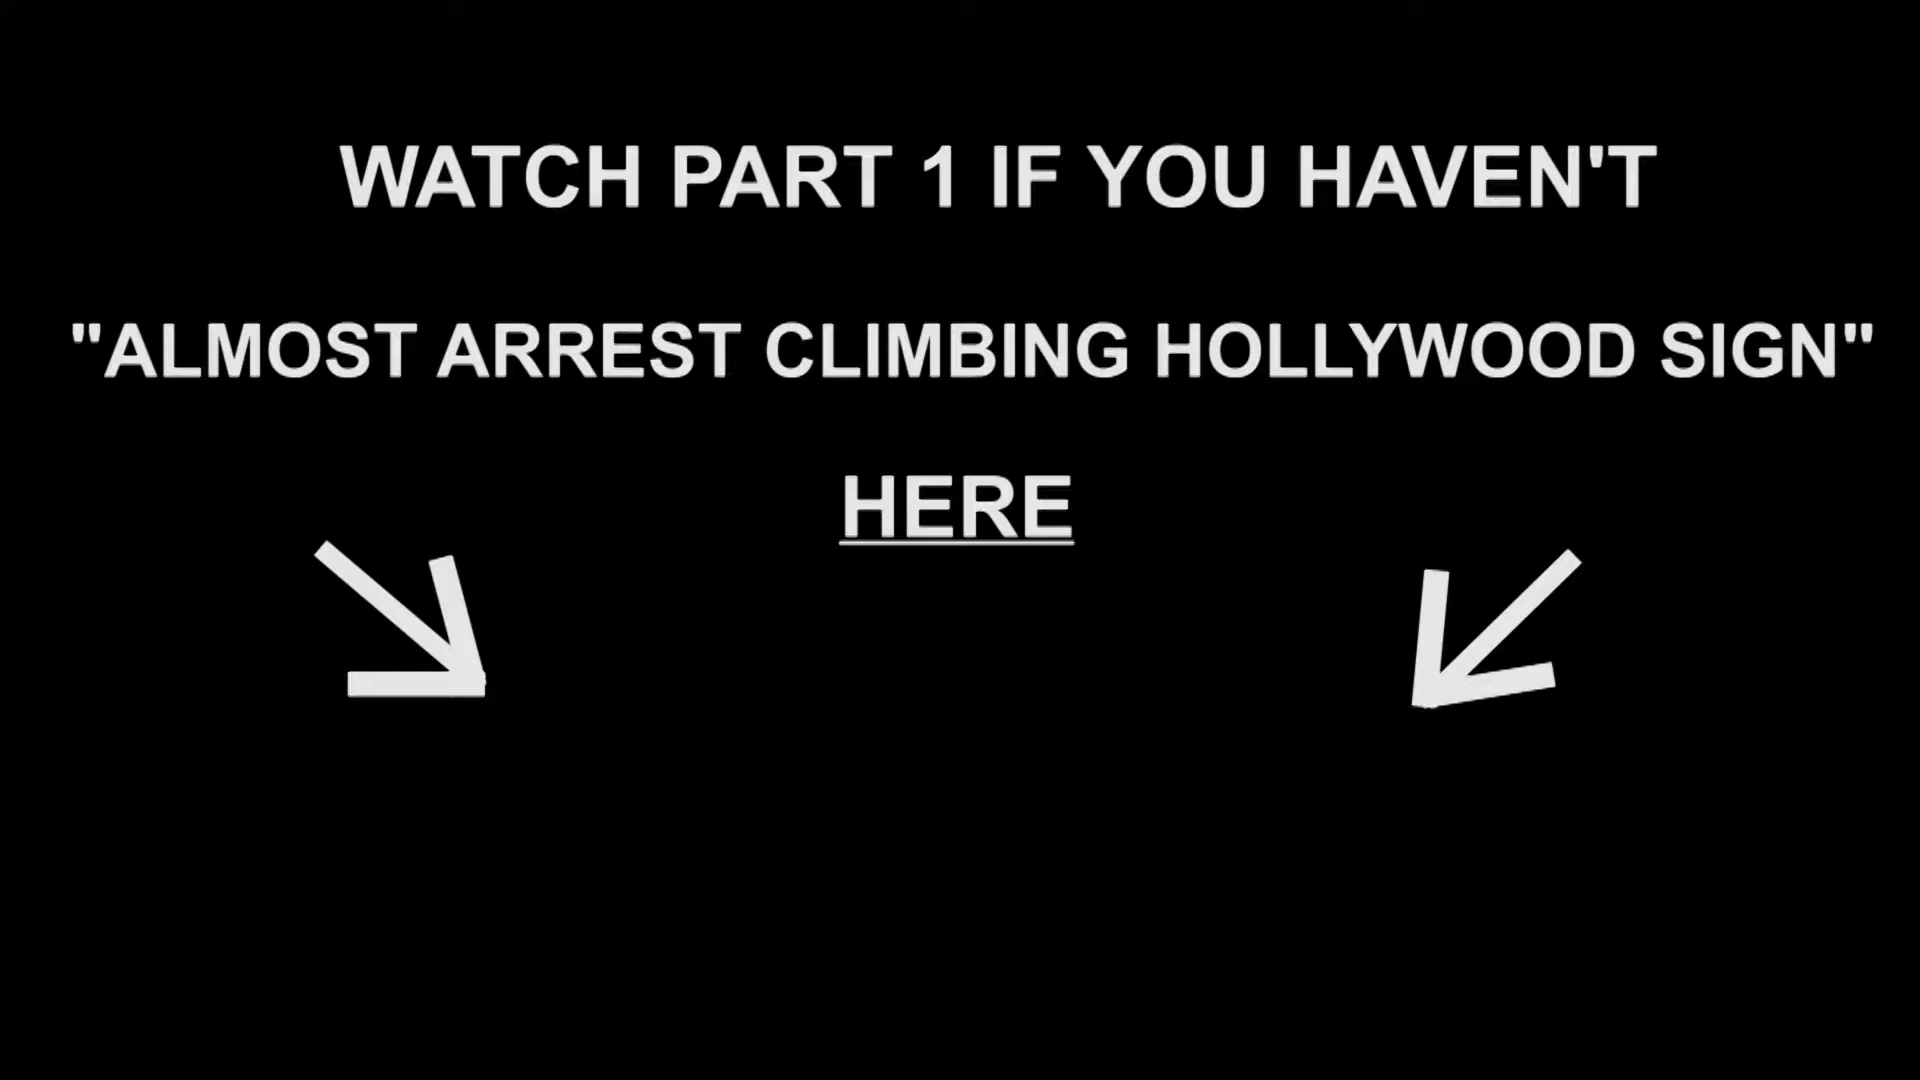 WATCH PART 1 IF YOU HAVEN'T
"ALMOST ARREST CLIMBING HOLLYWOOD SIGN"
HERE